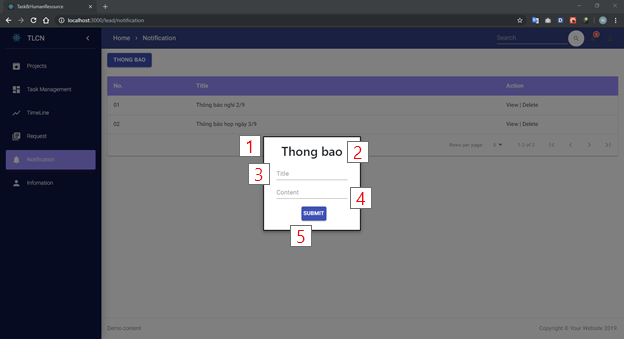 Task&HumanResource
localhost:3000/lead/notification
TLCN
Home > Notification
Search
Projects
Task Management
TimeLine
Request
Notification
Infomation
THONG BAO
No. Title Action
01 Thông báo nghỉ 2/9 View | Delete
02 Thông báo họp ngày 3/9 View | Delete
Rows per page 1-2 of 2
1
Thong bao
2
3
Title
Content
4
SUBMIT
5
Demo content
Copyright © Your Website 2019.